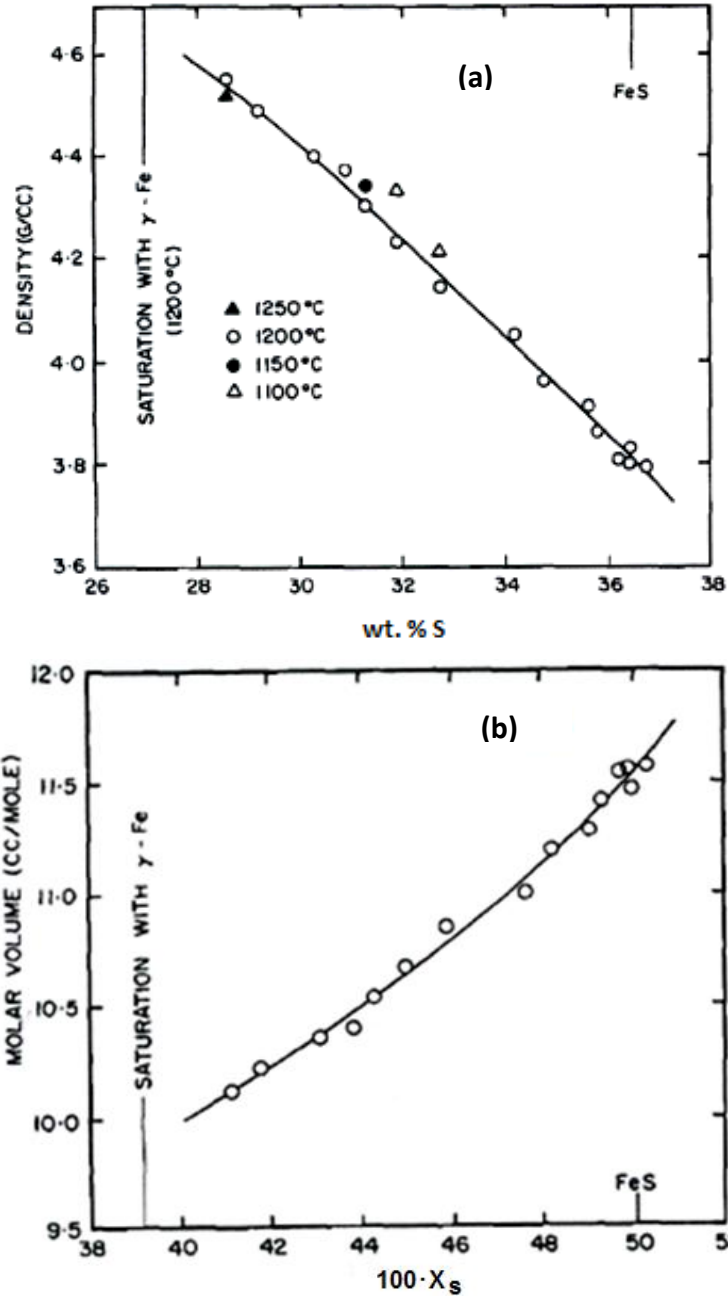 4·6
4·4
4·2
4·0
3·8
3·6
DENSITY (G/CC)
(a)
FeS
SATURATION WITH γ - Fe
(1200°C)
▲ 1250°C
○ 1200°C
● 1150°C
△ 1100°C
26 28 30 32 34 36 38
wt. % S
12·0
11·5
11·0
10·5
10·0
9·5
MOLAR VOLUME (CC/MOLE)
(b)
SATURATION WITH γ - Fe
FeS
38 40 42 44 46 48 50 5
100·Xs